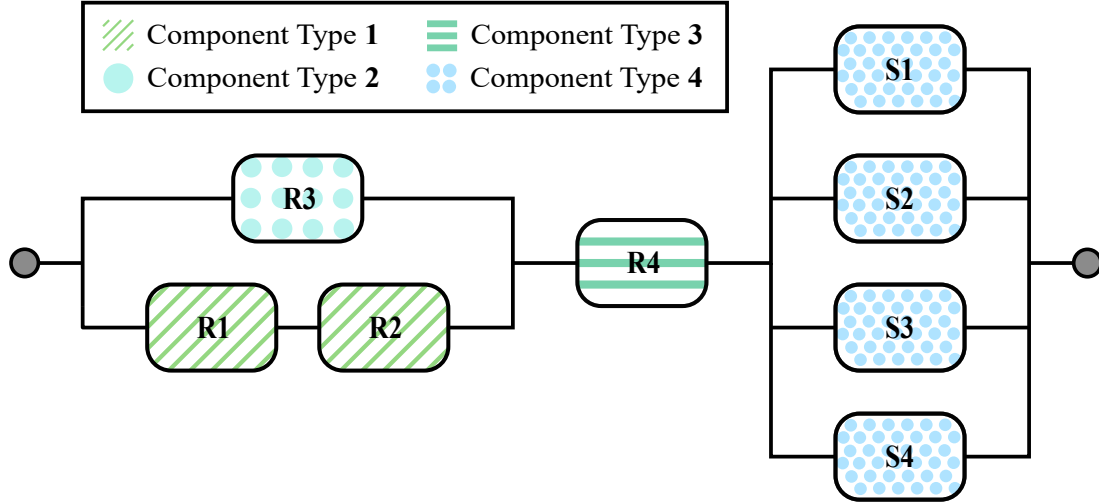 Component Type 1
Component Type 3
Component Type 2
Component Type 4
S1
R3
S2
R4
R1
R2
S3
S4